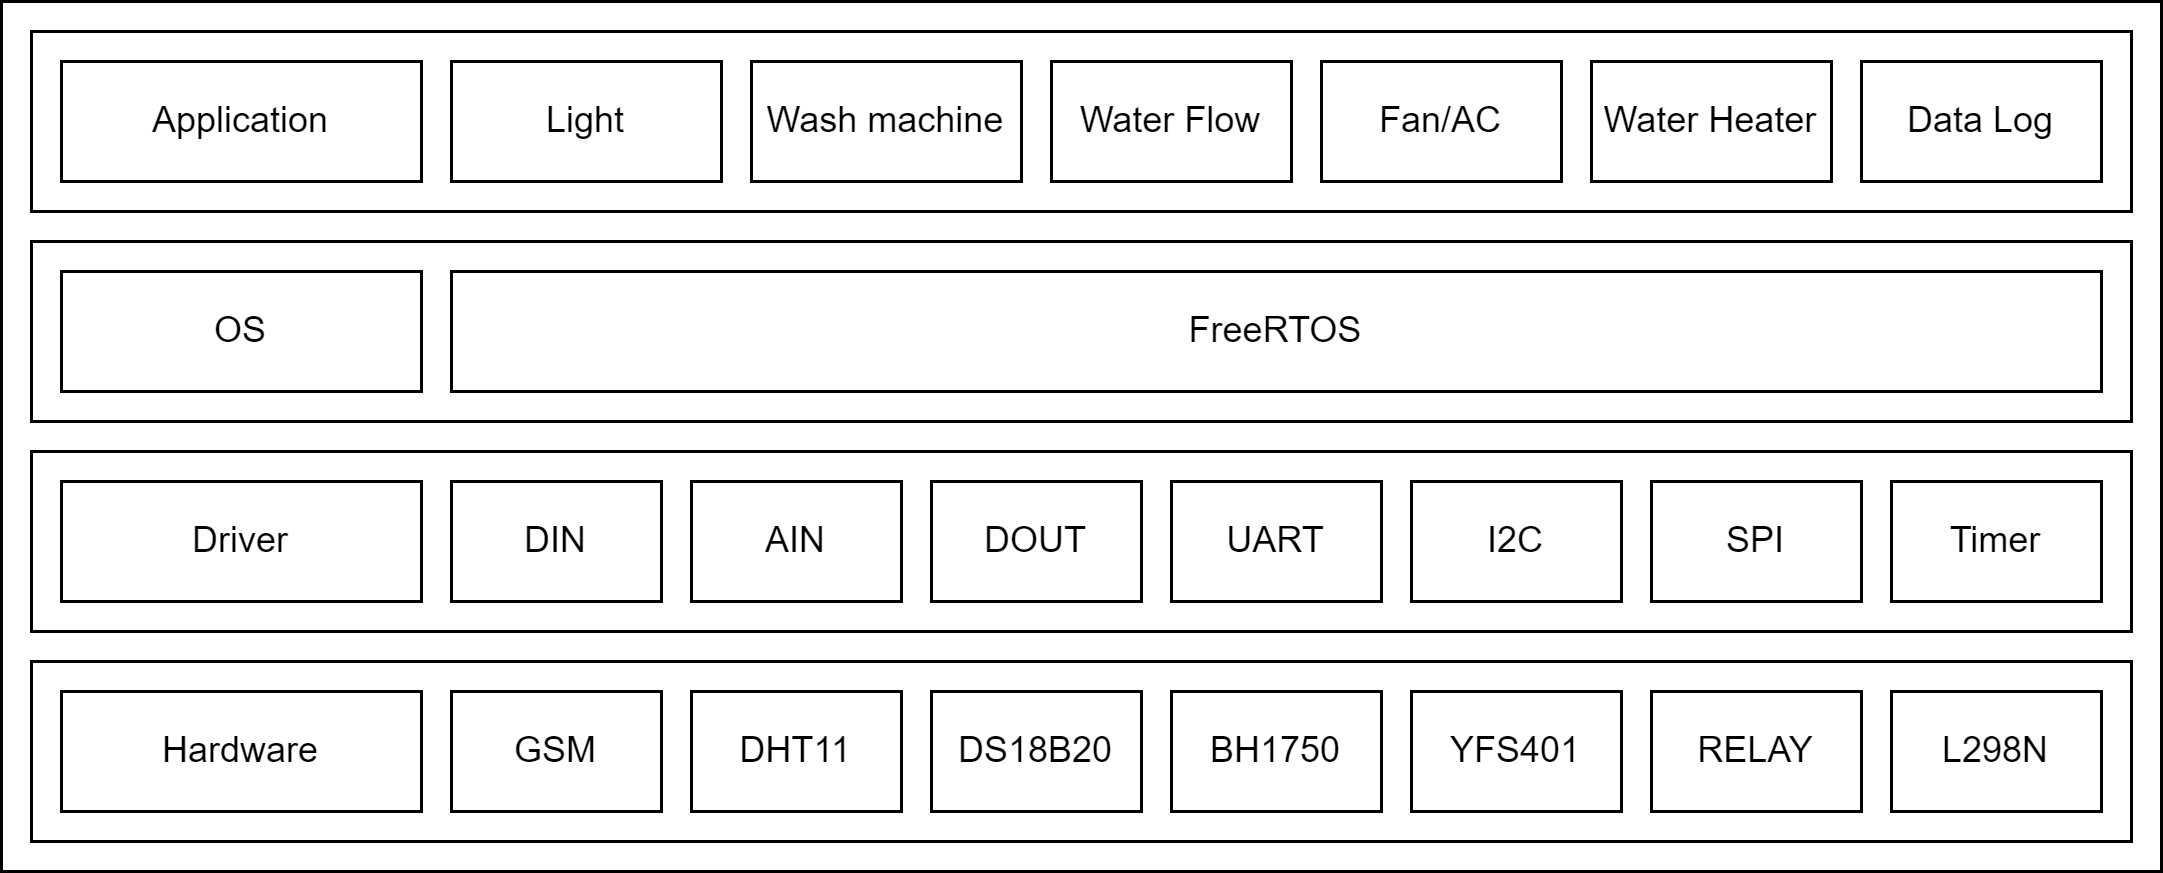 Application
Light
Wash machine
Water Flow
Fan/AC
Water Heater
Data Log
OS
FreeRTOS
Driver
DIN
AIN
DOUT
UART
I2C
SPI
Timer
Hardware
GSM
DHT11
DS18B20
BH1750
YFS401
RELAY
L298N